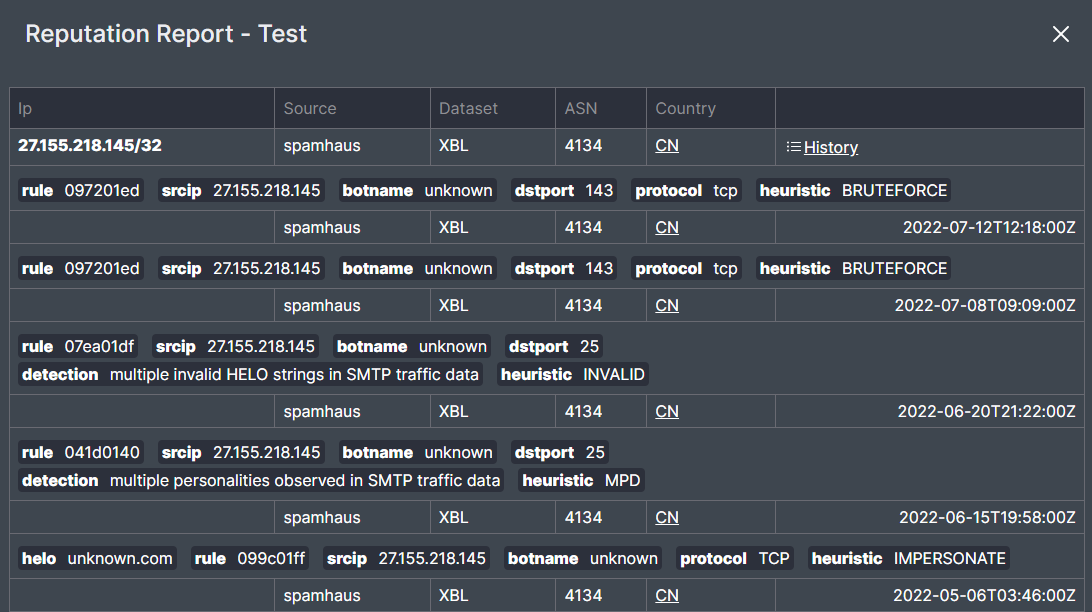 Reputation Report - Test
Ip Source Dataset ASN Country
27.155.218.145/32 spamhaus XBL 4134 CN History
rule 097201ed srcip 27.155.218.145 botname unknown dstport 143 protocol tcp heuristic BRUTEFORCE
spamhaus XBL 4134 CN 2022-07-12T12:18:00Z
rule 097201ed srcip 27.155.218.145 botname unknown dstport 143 protocol tcp heuristic BRUTEFORCE
spamhaus XBL 4134 CN 2022-07-08T09:09:00Z
rule 07ea01df srcip 27.155.218.145 botname unknown dstport 25
detection multiple invalid HELO strings in SMTP traffic data heuristic INVALID
spamhaus XBL 4134 CN 2022-06-20T21:22:00Z
rule 041d0140 srcip 27.155.218.145 botname unknown dstport 25
detection multiple personalities observed in SMTP traffic data heuristic MPD
spamhaus XBL 4134 CN 2022-06-15T19:58:00Z
helo unknown.com rule 099c01ff srcip 27.155.218.145 botname unknown protocol TCP heuristic IMPERSONATE
spamhaus XBL 4134 CN 2022-05-06T03:46:00Z